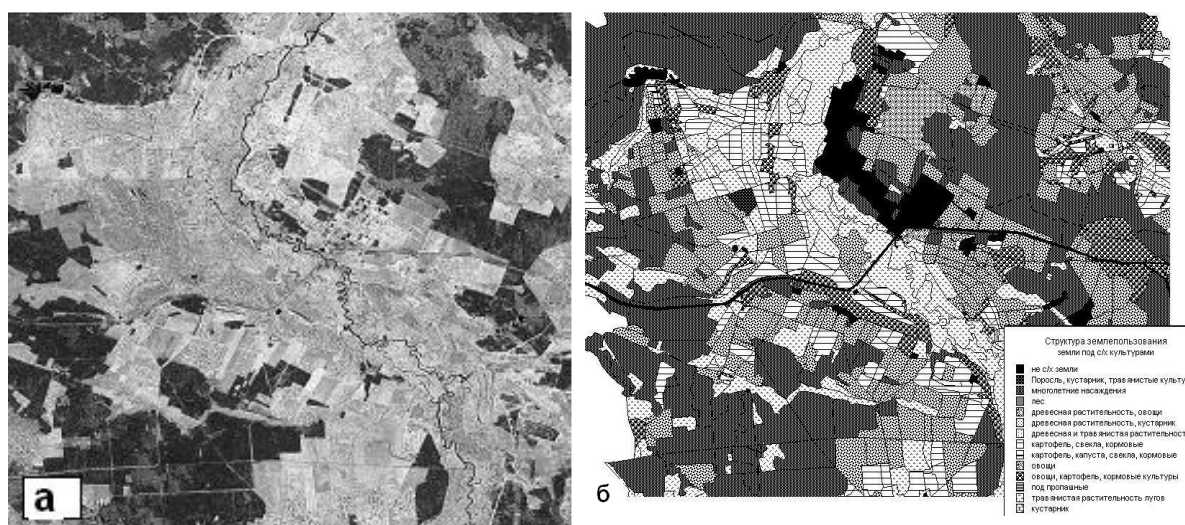 а
б
Структура землепользования
земли под с/х культурами
не с/х земли
Поросль, кустарник, травянистые культу
многолетние насаждения
лес
древесная растительность, овощи
древесная растительность, кустарник
древесная и травянистая растительност
картофель, свекла, кормовые
картофель, капуста, свекла, кормовые
овощи
овощи, картофель, кормовые культуры
под пропашные
травянистая растительность лугов
кустарник